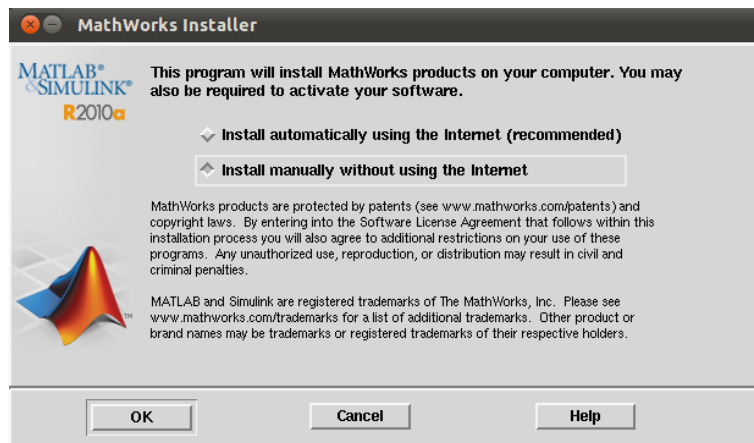 MathWorks Installer
MATLAB®
&SIMULINK®
R2010a
This program will install MathWorks products on your computer. You may
also be required to activate your software.
Install automatically using the Internet (recommended)
Install manually without using the Internet
MathWorks products are protected by patents (see www.mathworks.com/patents) and
copyright laws. By entering into the Software License Agreement that follows within this
installation process you will also agree to additional restrictions on your use of these
programs. Any unauthorized use, reproduction, or distribution may result in civil and
criminal penalties.
TM
MATLAB and Simulink are registered trademarks of The MathWorks, Inc. Please see
www.mathworks.com/trademarks for a list of additional trademarks. Other product or
brand names may be trademarks or registered trademarks of their respective holders.
OK
Cancel
Help